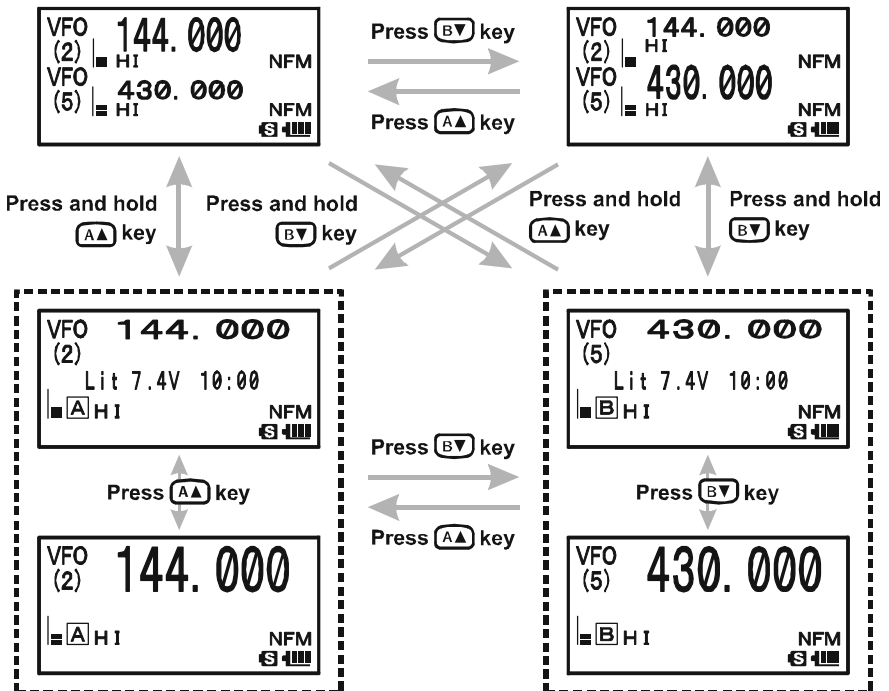 VFO 144. 000
(2) HI NFM
VFO 430. 000
(5) HI NFM
S
Press B▼ key
Press A▲ key
VFO 144. 000
(2) HI NFM
VFO 430. 000
(5) HI NFM
S
Press and hold
A▲ key
Press and hold
B▼ key
Press and hold
A▲ key
Press and hold
B▼ key
VFO 144. 000
(2)
Lit 7.4V 10:00
A HI NFM
S
Press A▲ key
VFO 144. 000
(2)
A HI NFM
S
Press B▼ key
Press A▲ key
VFO 430. 000
(5)
Lit 7.4V 10:00
B HI NFM
S
Press B▼ key
VFO 430. 000
(5)
B HI NFM
S